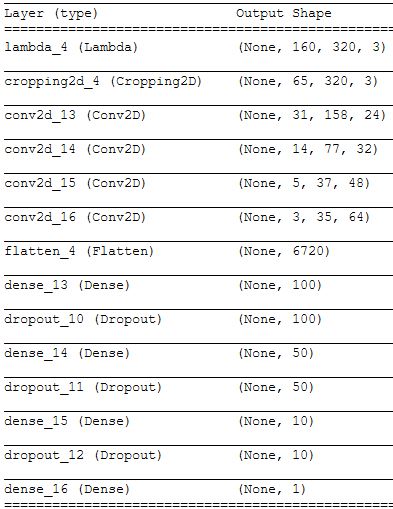 Layer (type) Output Shape
=================================================
lambda_4 (Lambda) (None, 160, 320, 3)
cropping2d_4 (Cropping2D) (None, 65, 320, 3)
conv2d_13 (Conv2D) (None, 31, 158, 24)
conv2d_14 (Conv2D) (None, 14, 77, 32)
conv2d_15 (Conv2D) (None, 5, 37, 48)
conv2d_16 (Conv2D) (None, 3, 35, 64)
flatten_4 (Flatten) (None, 6720)
dense_13 (Dense) (None, 100)
dropout_10 (Dropout) (None, 100)
dense_14 (Dense) (None, 50)
dropout_11 (Dropout) (None, 50)
dense_15 (Dense) (None, 10)
dropout_12 (Dropout) (None, 10)
dense_16 (Dense) (None, 1)
=================================================